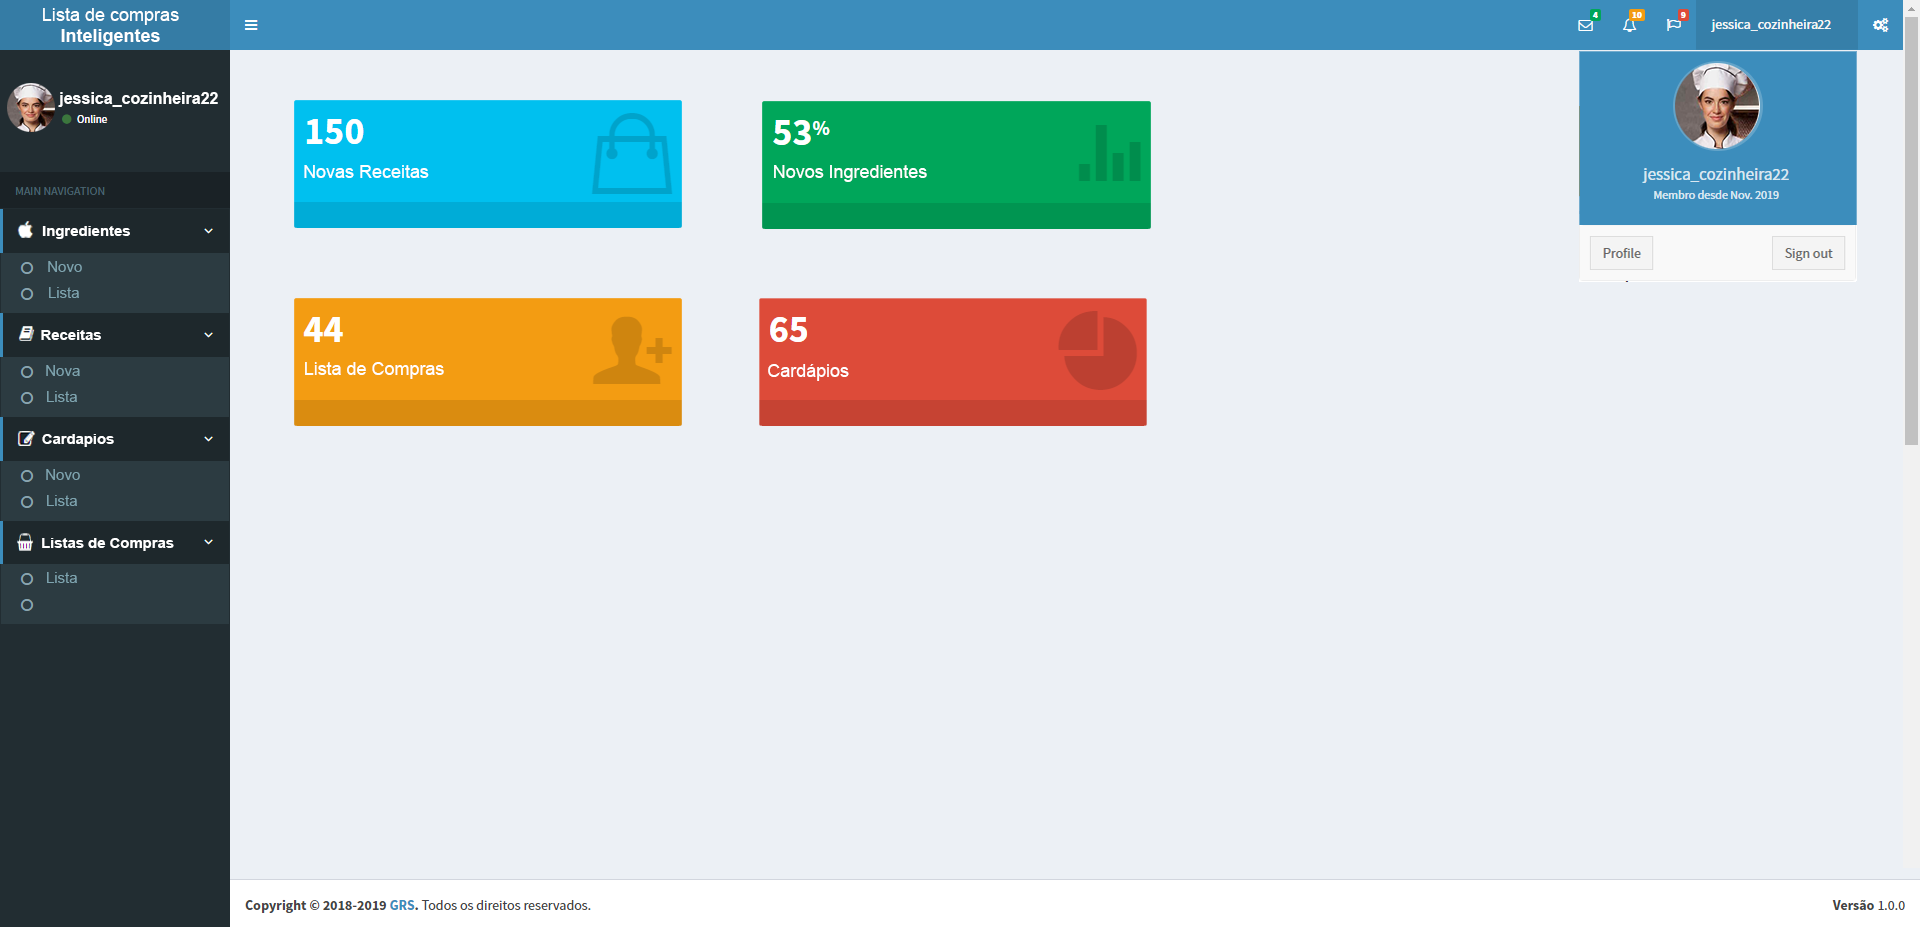 Lista de compras
Inteligentes
4
10
9
jessica_cozinheira22
jessica_cozinheira22
Online
MAIN NAVIGATION
Ingredientes
Novo
Lista
Receitas
Nova
Lista
Cardapios
Novo
Lista
Listas de Compras
Lista
150
Novas Receitas
53%
Novos Ingredientes
44
Lista de Compras
65
Cardápios
jessica_cozinheira22
Membro desde Nov. 2019
Profile
Sign out
Copyright © 2018-2019 GRS. Todos os direitos reservados.
Versão 1.0.0